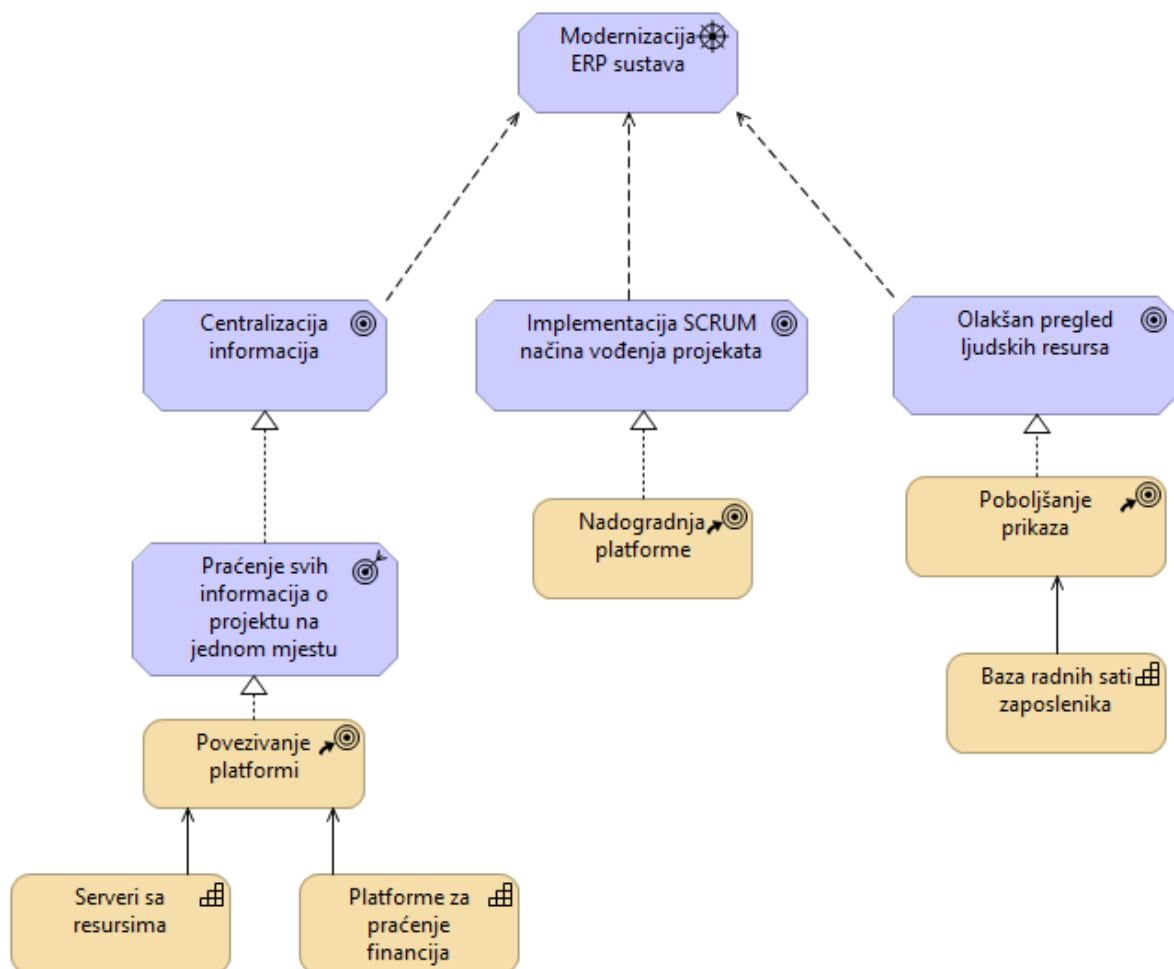 Modernizacija
ERP sustava
Centralizacija
informacija
Implementacija SCRUM
načina vođenja projekata
Olakšan pregled
ljudskih resursa
Praćenje svih
informacija o
projektu na
jednom mjestu
Nadogradnja
platforme
Poboljšanje
prikaza
Povezivanje
platformi
Baza radnih sati
zaposlenika
Serveri sa
resursima
Platforme za
praćenje
financija